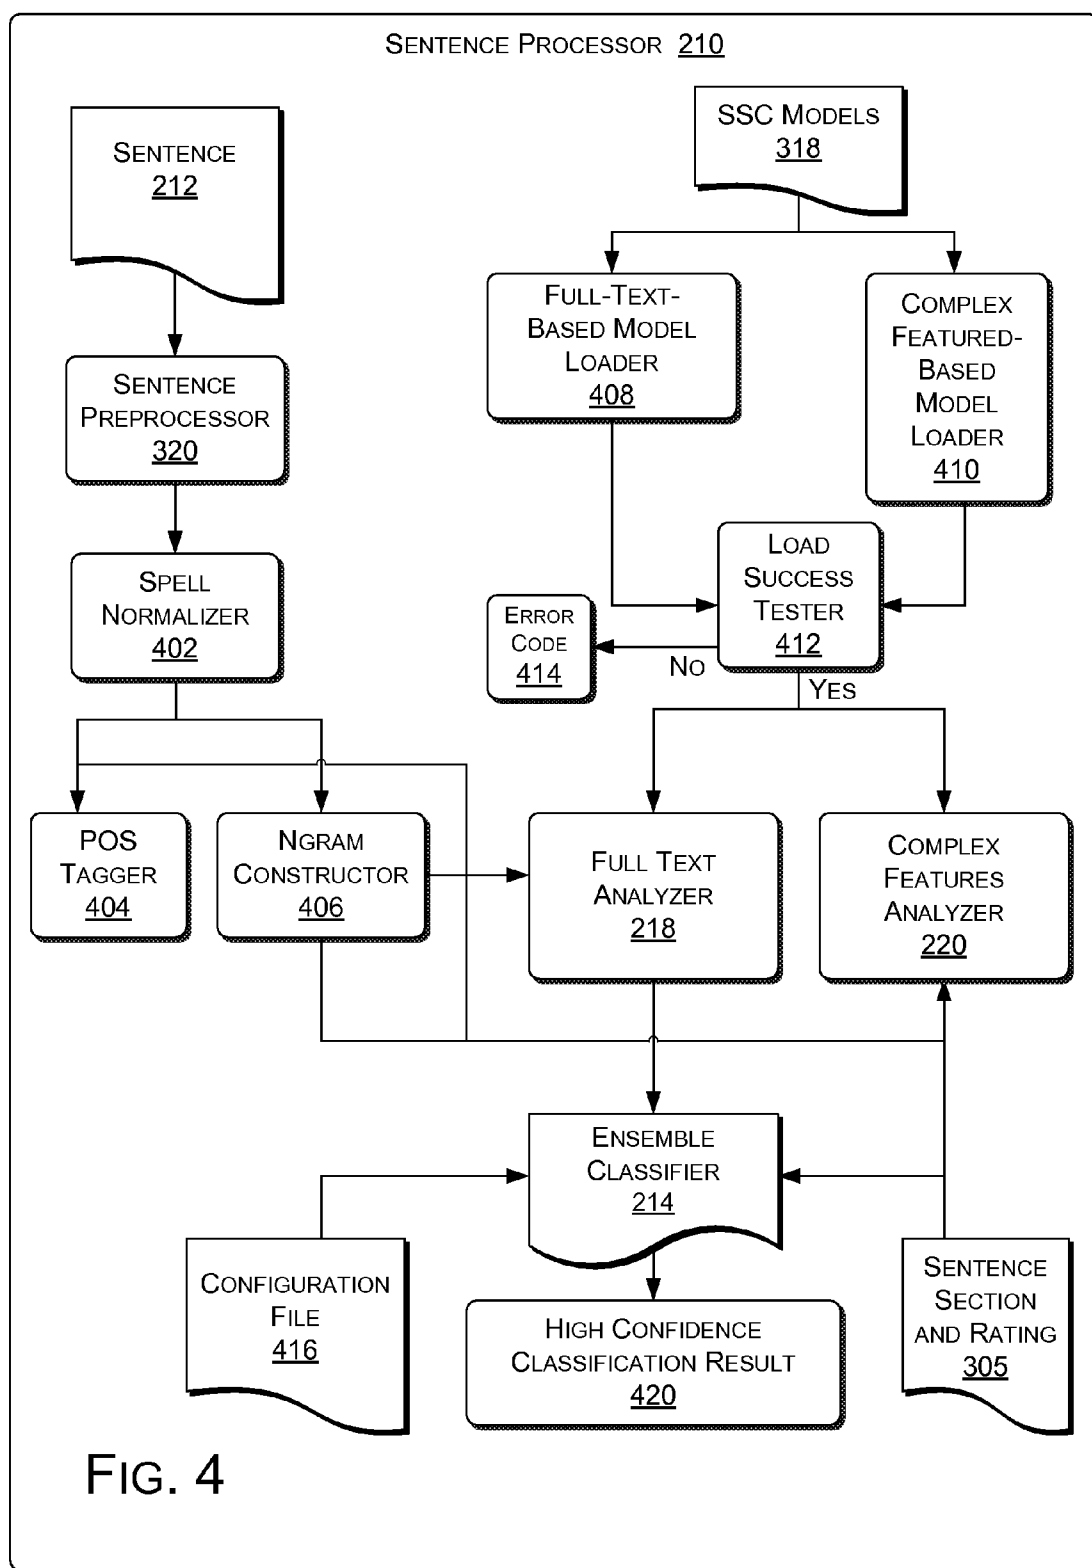 SENTENCE PROCESSOR 210
SENTENCE
212
SSC MODELS
318
SENTENCE
PREPROCESSOR
320
FULL-TEXT-
BASED MODEL
LOADER
408
COMPLEX
FEATURED-
BASED
MODEL
LOADER
410
SPELL
NORMALIZER
402
LOAD
SUCCESS
TESTER
412
ERROR
CODE
414
NO
YES
POS
TAGGER
404
NGRAM
CONSTRUCTOR
406
FULL TEXT
ANALYZER
218
COMPLEX
FEATURES
ANALYZER
220
ENSEMBLE
CLASSIFIER
214
CONFIGURATION
FILE
416
SENTENCE
SECTION
AND RATING
305
HIGH CONFIDENCE
CLASSIFICATION RESULT
420
FIG. 4